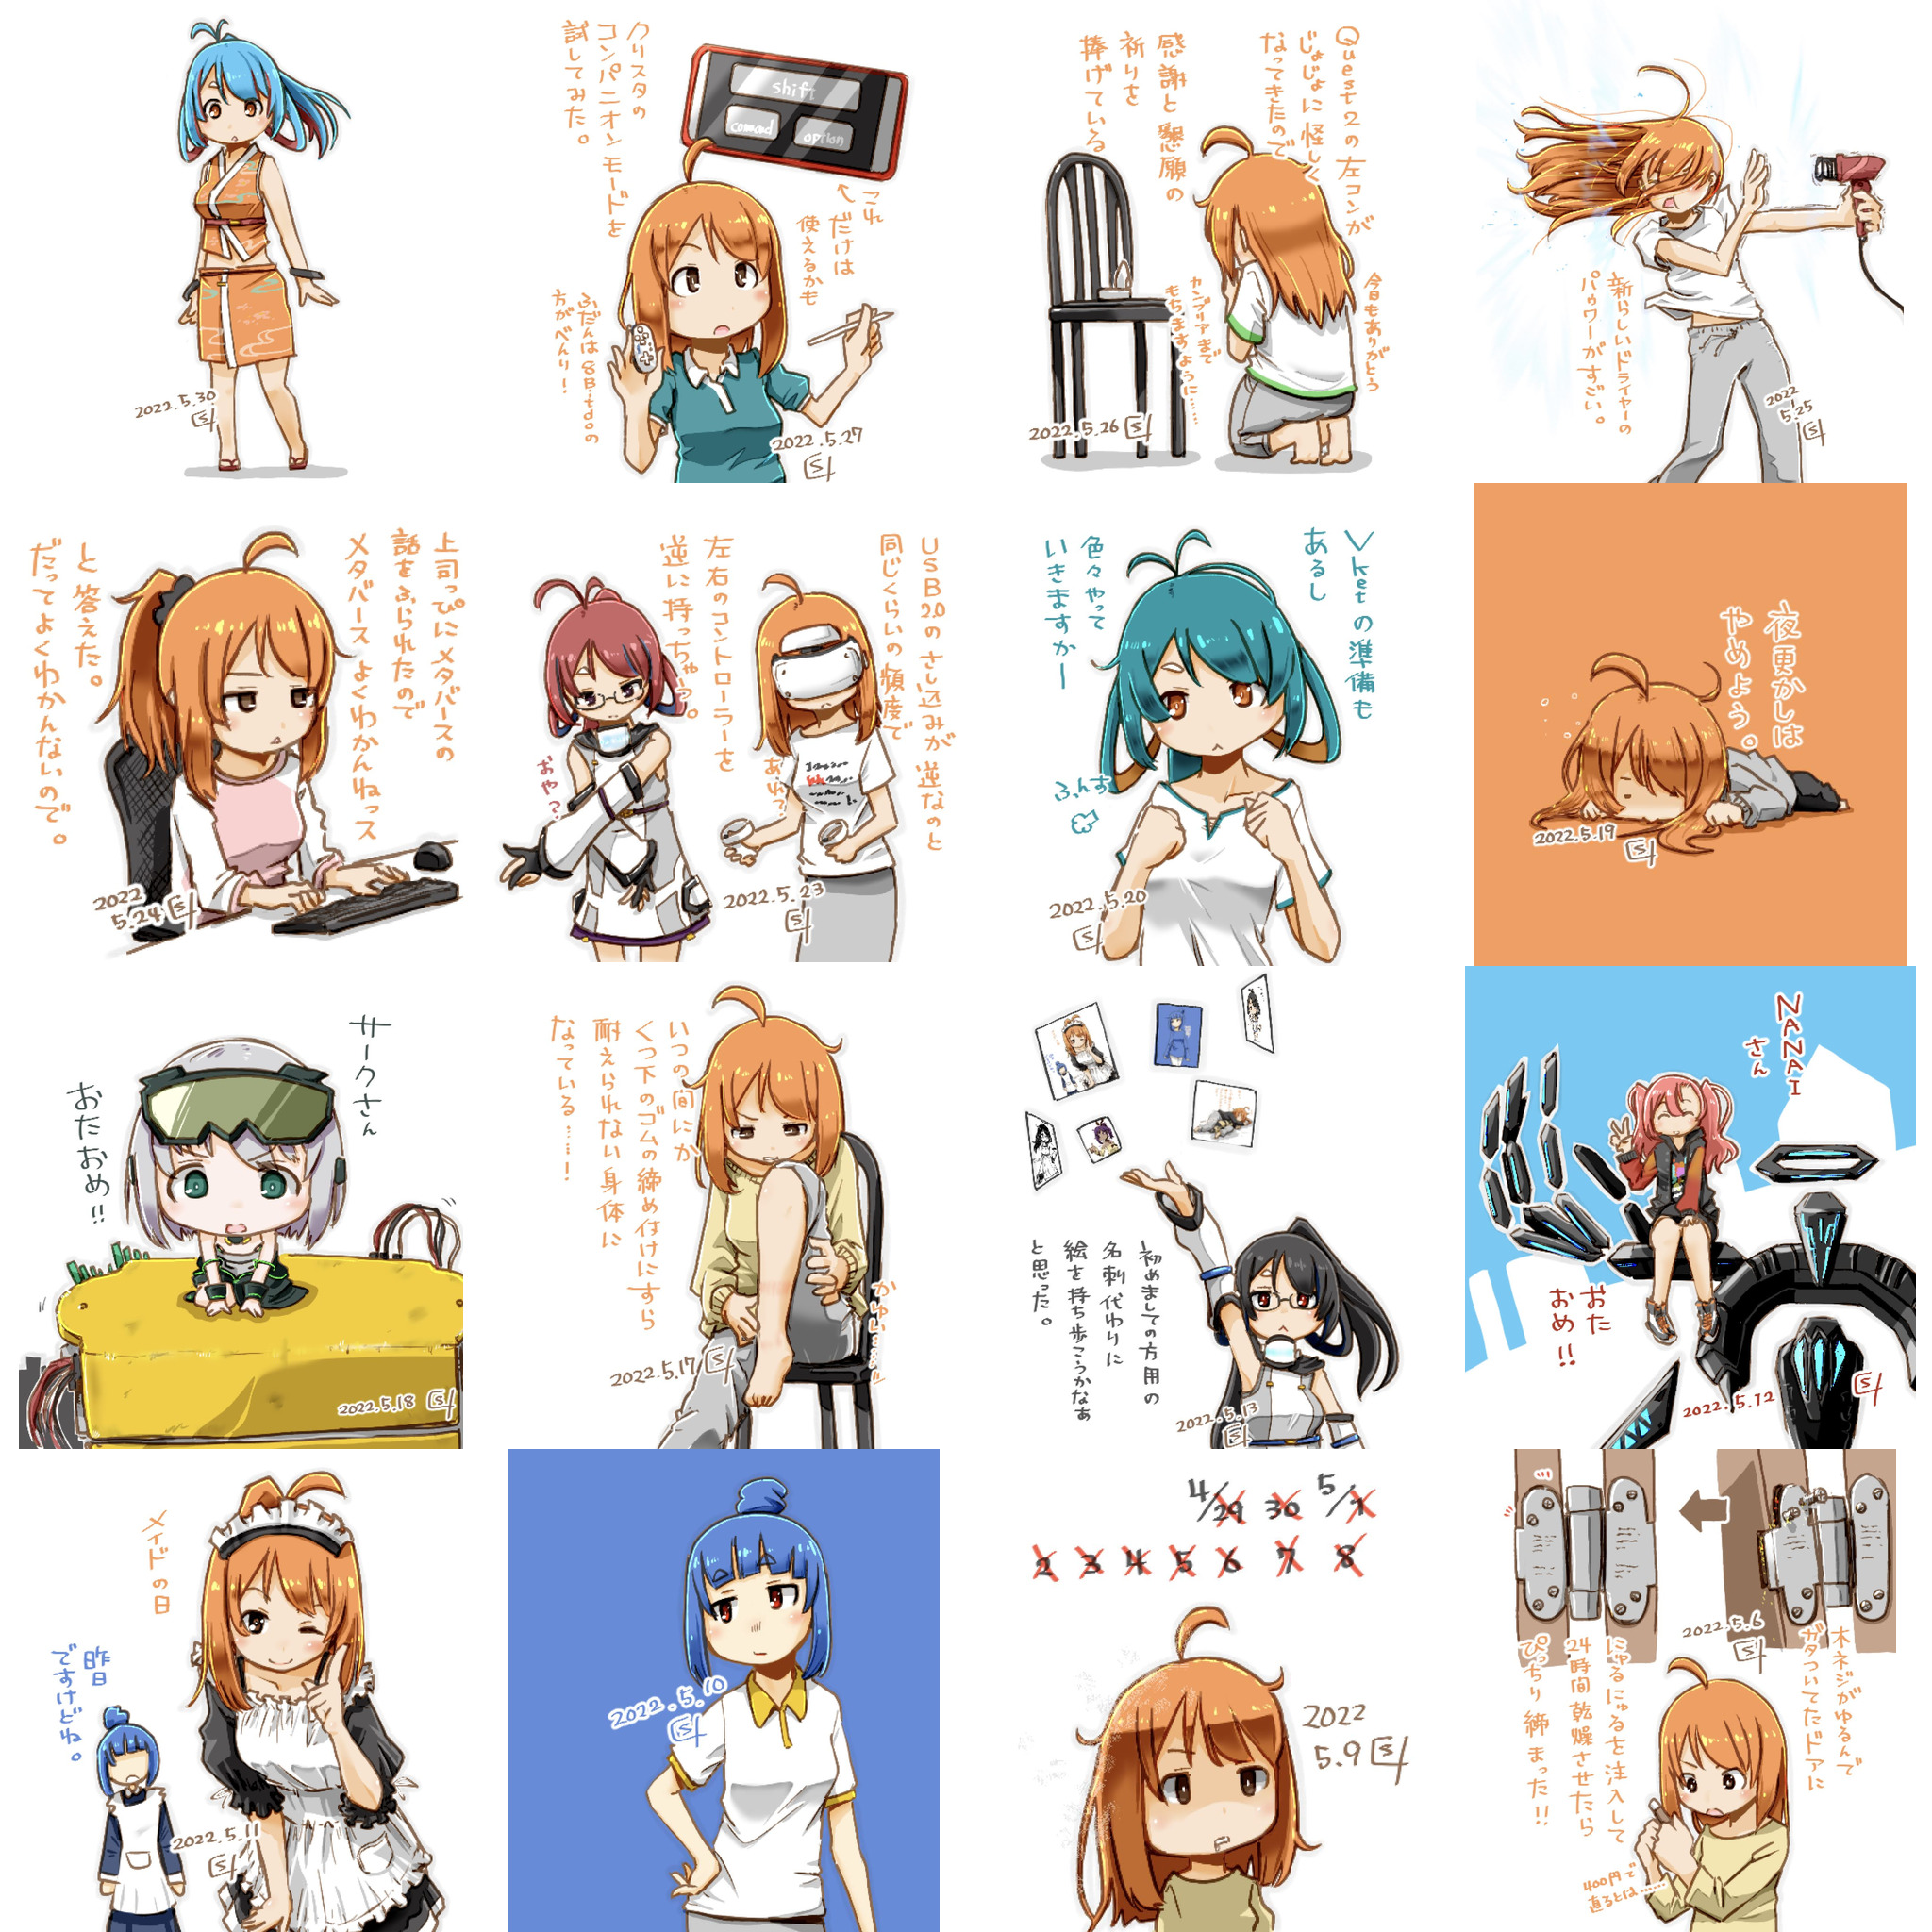 2022.5.30
クリスタの
コンパニオンモードを
試してみた。
shift
comand
option
これ
だけは
使えるかも
ふだんは8Bitdoの
方がべんり!
2022.5.27
Quest2の左コンが
じょじょに怪しく
なってきたので
感謝と懇願の
祈りを
捧げている
今日もありがとう
カンブリアまで
もちますように……
2022.5.26
新らしいドライヤーの
パゥワーがすごい。
2022
5.25
上司っぴにメタバースの
話をふられたので
メタバースよくわかんねっス
と答えた。
だってよくわかんないので。
2022
5.24
USB2.0のさし込みが逆なのと
同じくらいの頻度で
左右のコントローラーを
逆に持っちゃう。
おや?
あれ?
2022.5.23
Vketの準備も
あるし
色々やって
いきますかー
ふんす
2022.5.20
夜更かしは
やめよう。
2022.5.19
サークさん
おたおめ!!
2022.5.18
いつの間にか
くつ下のゴムの締め付けにすら
耐えられない身体に
なっている……!
かゆい……
2022.5.17
初めましての方用の
名刺代わりに
絵を持ち歩こうかなぁ
と思った。
2022.5.13
NANAI
さん
おた
おめ!!
2022.5.12
メイドの日
昨日
ですけどね。
2022.5.11
2022.5.10
4/29 30 5/1
2 3 4 5 6 7 8
2022
5.9
2022.5.6
木ネジがゆるんで
ガタついてたドアに
にゅるにゅるを注入して
24時間乾燥させたら
ぴっちり締まった!!
400円で
直るとは……